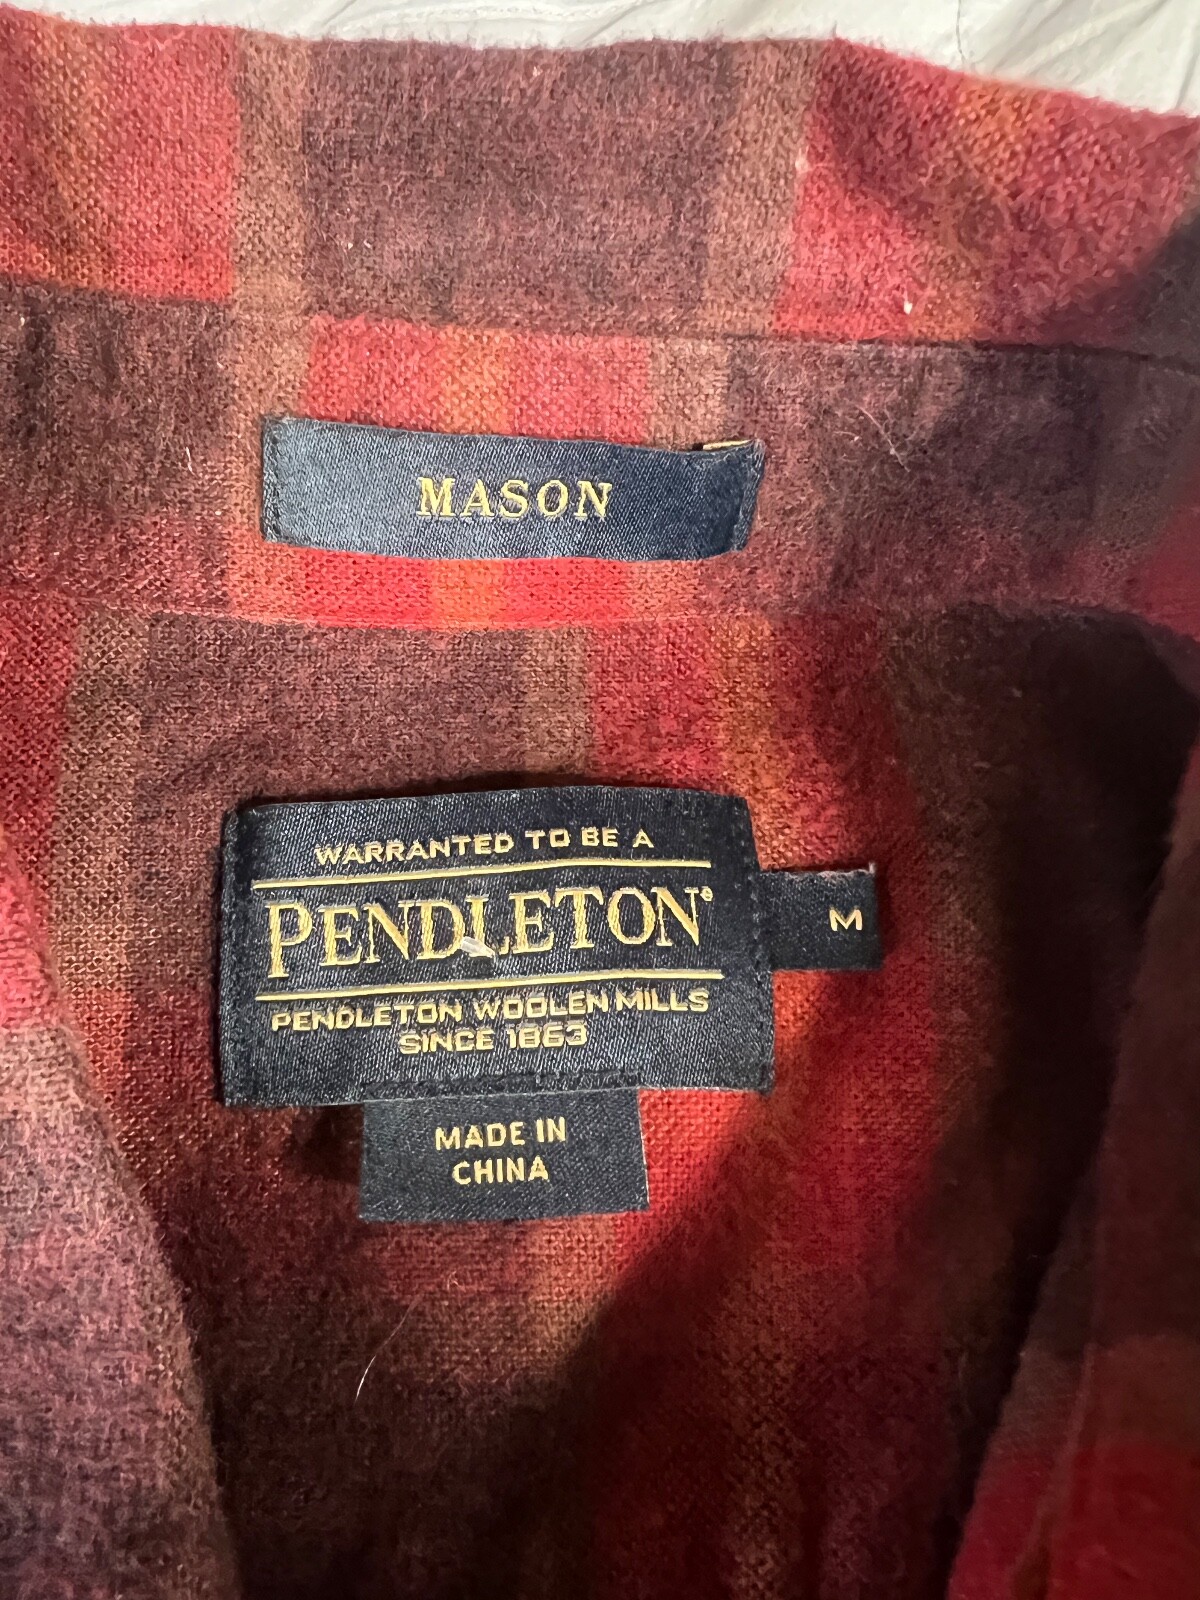 MASON
WARRANTED TO BE A
PENDLETON®
M
PENDLETON WOOLEN MILLS
SINCE 1863
MADE IN
CHINA